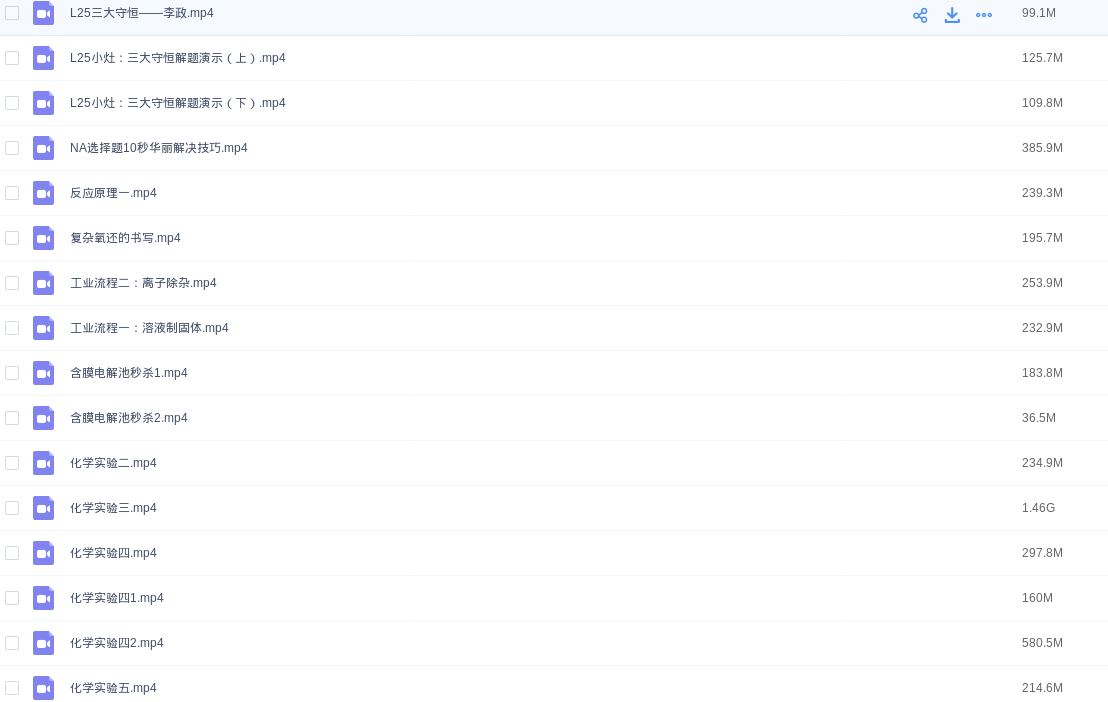 L25三大守恒——李政.mp4 99.1M
L25小灶：三大守恒解题演示（上）.mp4 125.7M
L25小灶：三大守恒解题演示（下）.mp4 109.8M
NA选择题10秒华丽解决技巧.mp4 385.9M
反应原理一.mp4 239.3M
复杂氧还的书写.mp4 195.7M
工业流程二：离子除杂.mp4 253.9M
工业流程一：溶液制固体.mp4 232.9M
含膜电解池秒杀1.mp4 183.8M
含膜电解池秒杀2.mp4 36.5M
化学实验二.mp4 234.9M
化学实验三.mp4 1.46G
化学实验四.mp4 297.8M
化学实验四1.mp4 160M
化学实验四2.mp4 580.5M
化学实验五.mp4 214.6M